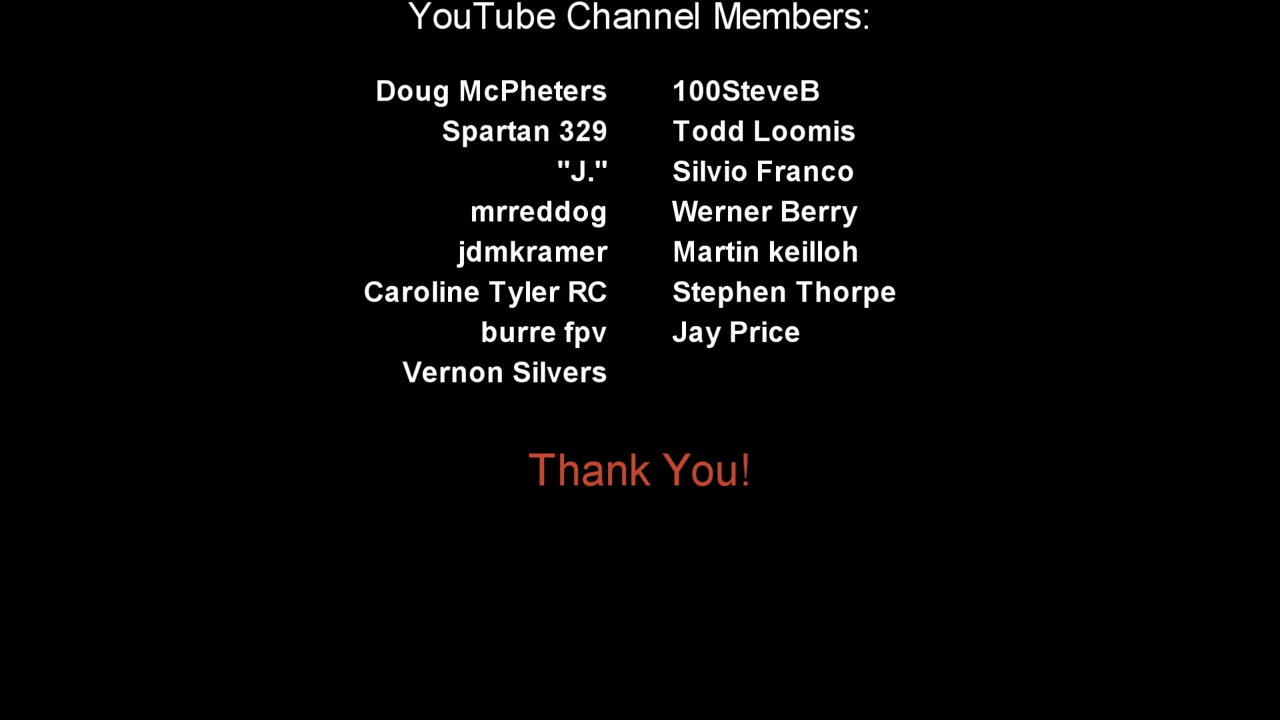 YouTube Channel Members:
Doug McPheters 100SteveB
Spartan 329 Todd Loomis
"J." Silvio Franco
mrreddog Werner Berry
jdmkramer Martin keilloh
Caroline Tyler RC Stephen Thorpe
burre fpv Jay Price
Vernon Silvers
Thank You!